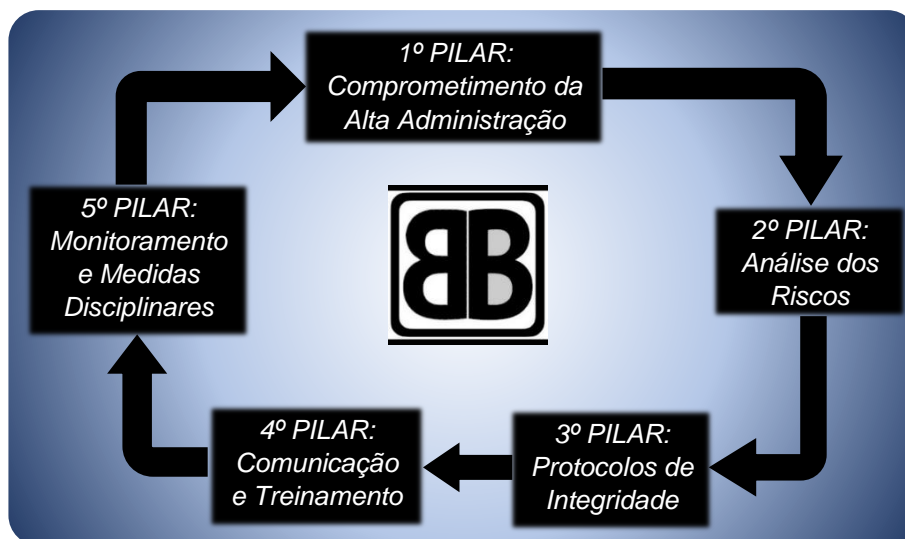 1º PILAR:
Comprometimento da
Alta Administração
2º PILAR:
Análise dos
Riscos
3º PILAR:
Protocolos de
Integridade
4º PILAR:
Comunicação
e Treinamento
5º PILAR:
Monitoramento
e Medidas
Disciplinares
BB